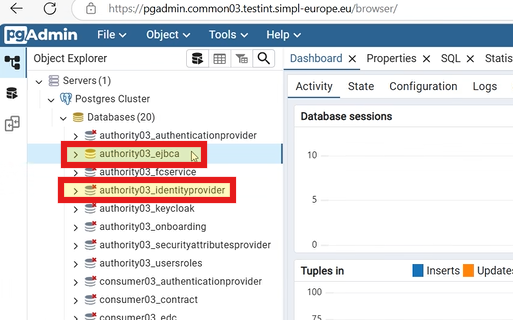 https://pgadmin.common03.testint.simpl-europe.eu/browser/
pgAdmin File Object Tools Help
Object Explorer
Dashboard Properties SQL Statis
Servers (1)
Postgres Cluster
Databases (20)
authority03_authenticationprovider
authority03_ejbca
authority03_fcservice
authority03_identityprovider
authority03_keycloak
authority03_onboarding
authority03_securityattributesprovider
authority03_usersroles
consumer03_authenticationprovider
consumer03_contract
consumer03_edc
Activity State Configuration Logs
Database sessions
10
5
0
Tuples in
Inserts Updates
100
75